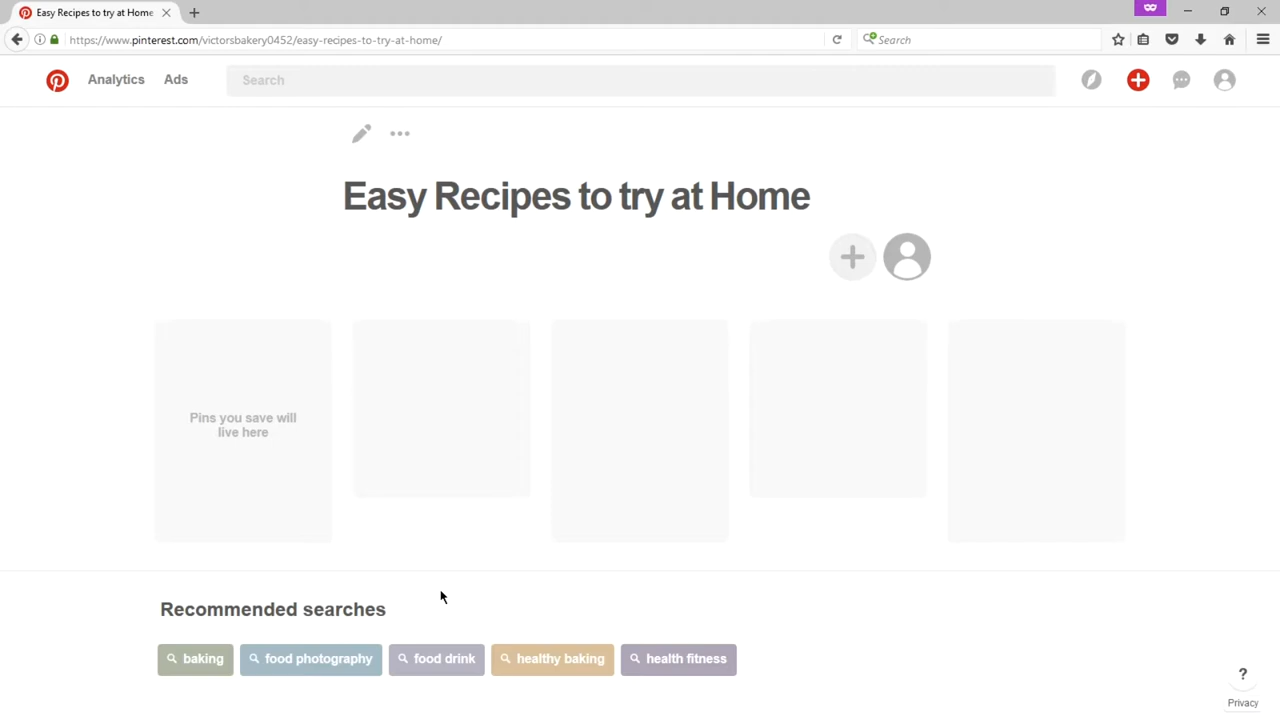 Easy Recipes to try at Home
https://www.pinterest.com/victorsbakery0452/easy-recipes-to-try-at-home/
Search
Analytics
Ads
Search
Easy Recipes to try at Home
Pins you save will
live here
Recommended searches
baking
food photography
food drink
healthy baking
health fitness
?
Privacy